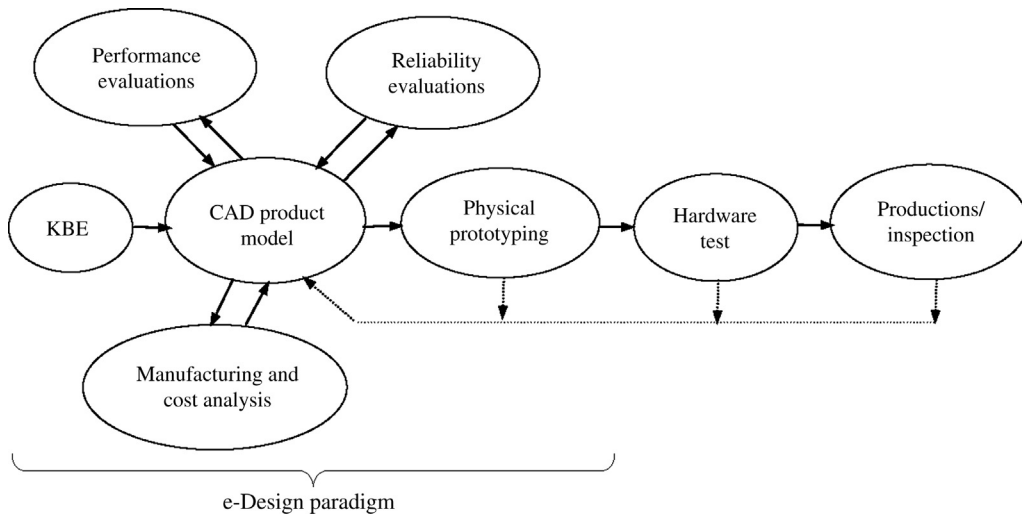 Performance
evaluations
Reliability
evaluations
KBE
CAD product
model
Physical
prototyping
Hardware
test
Productions/
inspection
Manufacturing and
cost analysis
e-Design paradigm